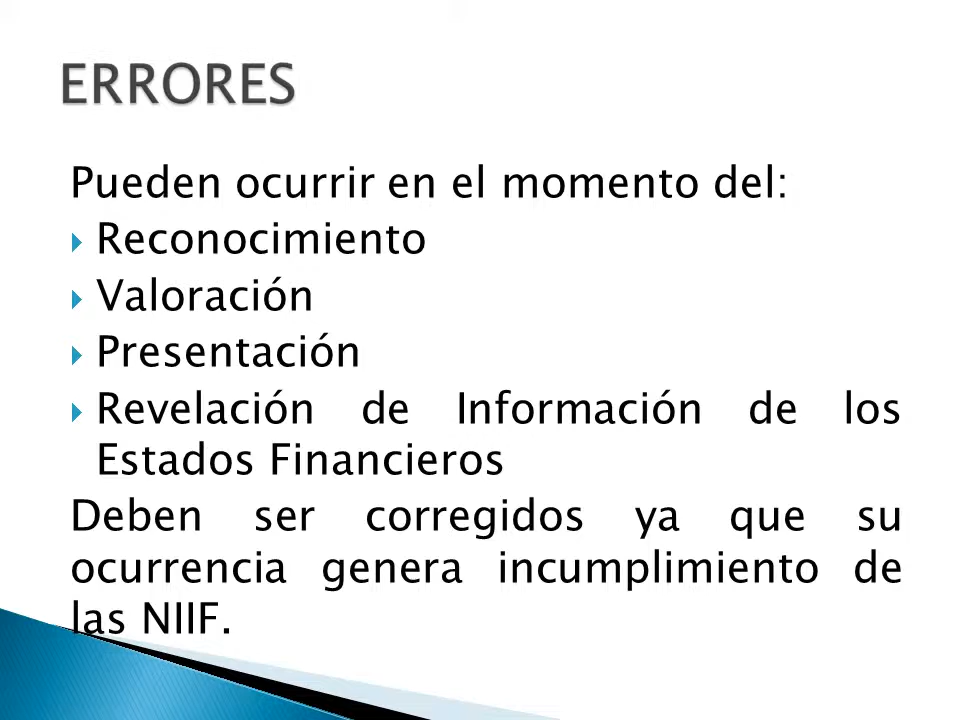 ERRORES
Pueden ocurrir en el momento del:
Reconocimiento
Valoración
Presentación
Revelación de Información de los
Estados Financieros
Deben ser corregidos ya que su
ocurrencia genera incumplimiento de
las NIIF.